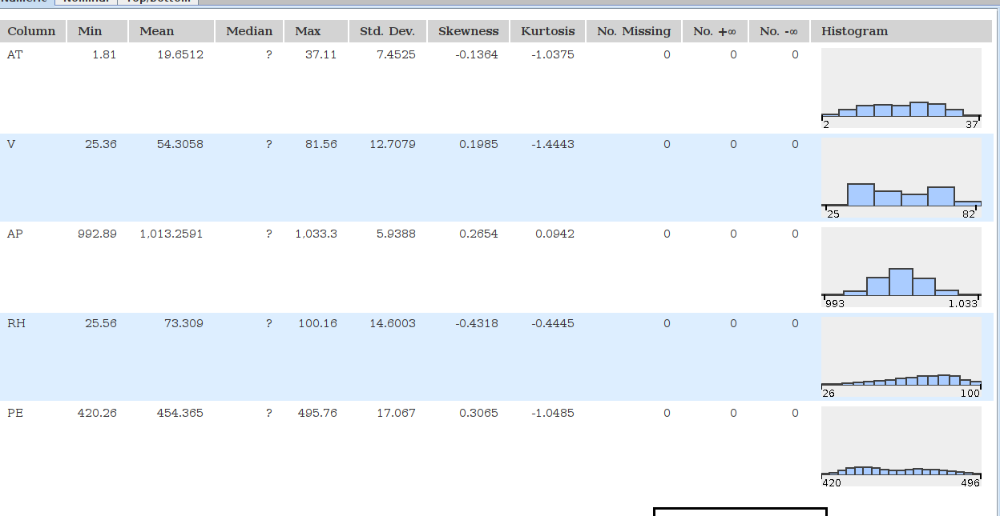 Numeric Nominal Top/bottom
Column Min Mean Median Max Std. Dev. Skewness Kurtosis No. Missing No. +∞ No. -∞ Histogram
AT 1.81 19.6512 ? 37.11 7.4525 -0.1364 -1.0375 0 0 0
2 37
V 25.36 54.3058 ? 81.56 12.7079 0.1985 -1.4443 0 0 0
25 82
AP 992.89 1,013.2591 ? 1,033.3 5.9388 0.2654 0.0942 0 0 0
993 1.033
RH 25.56 73.309 ? 100.16 14.6003 -0.4318 -0.4445 0 0 0
26 100
PE 420.26 454.365 ? 495.76 17.067 0.3065 -1.0485 0 0 0
420 496